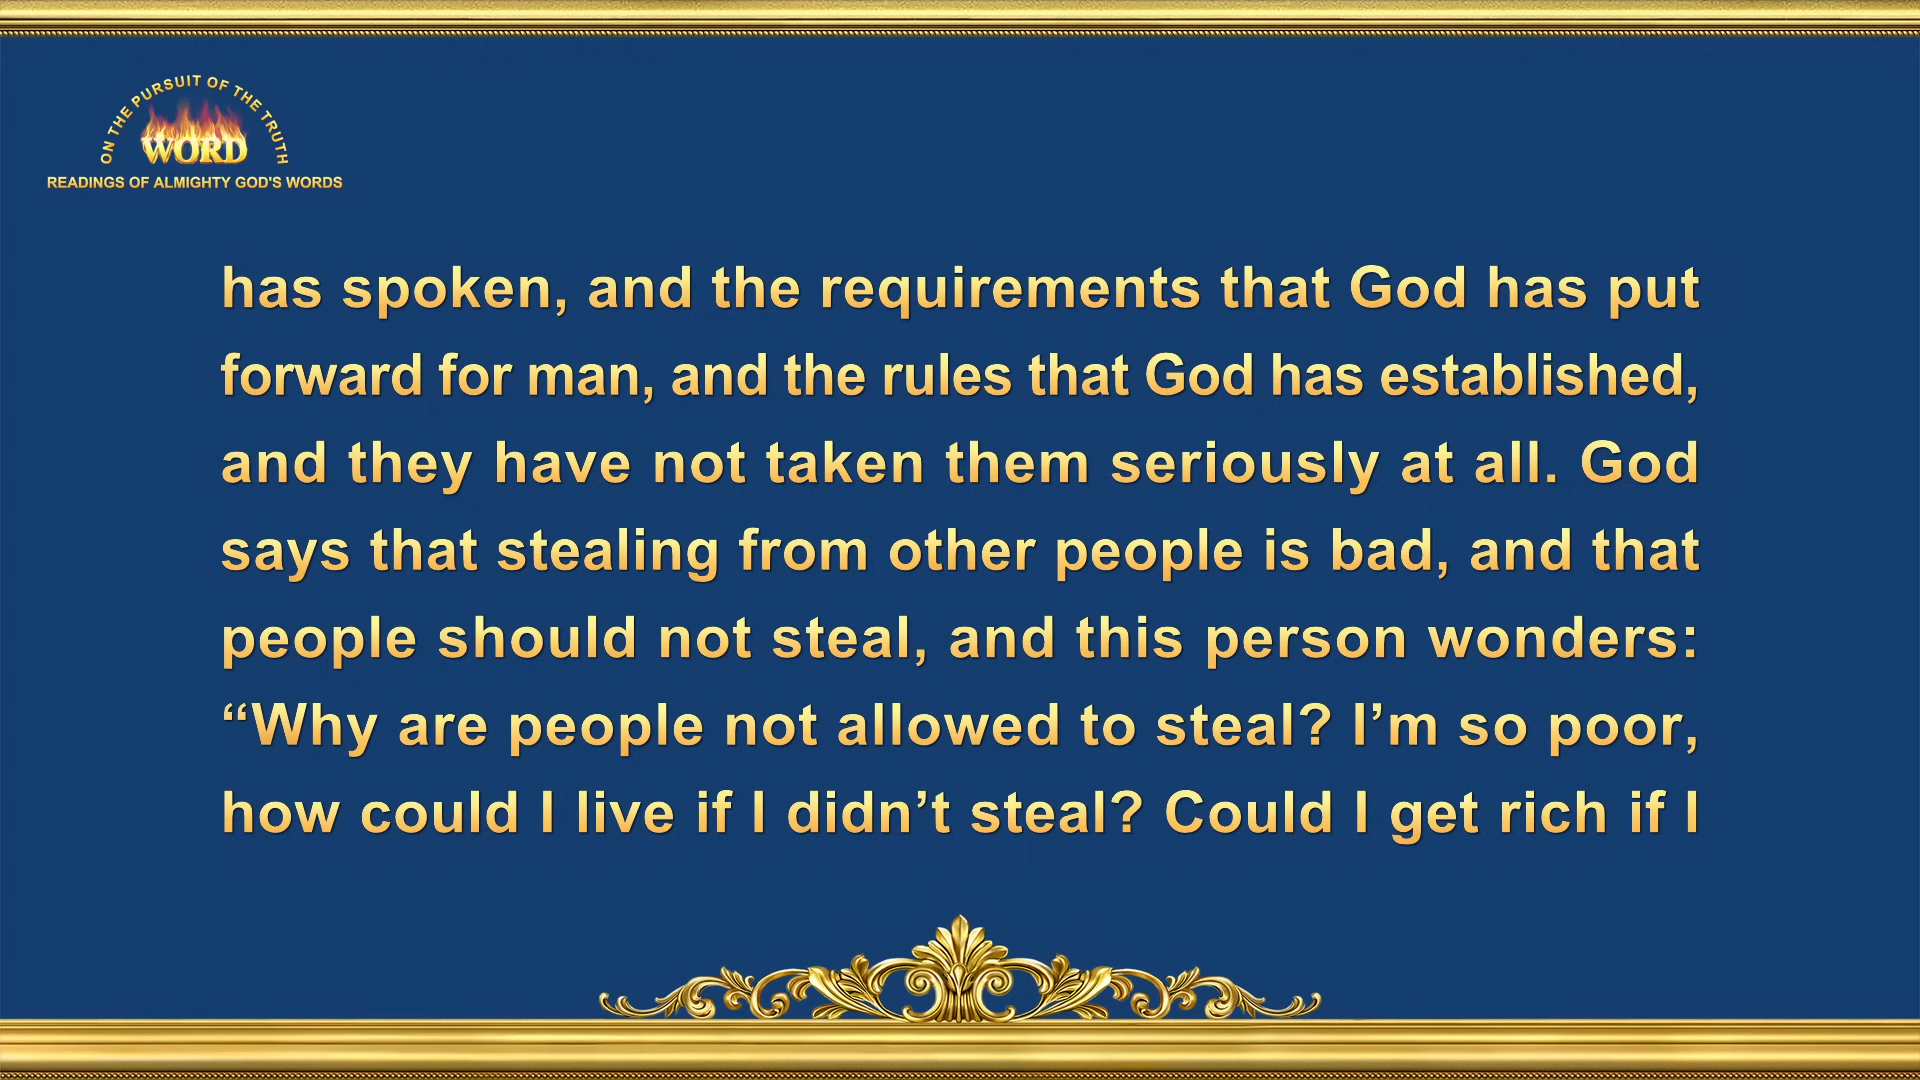 ON THE PURSUIT OF THE TRUTH
WORD
READINGS OF ALMIGHTY GOD'S WORDS
has spoken, and the requirements that God has put
forward for man, and the rules that God has established,
and they have not taken them seriously at all. God
says that stealing from other people is bad, and that
people should not steal, and this person wonders:
“Why are people not allowed to steal? I’m so poor,
how could I live if I didn’t steal? Could I get rich if I